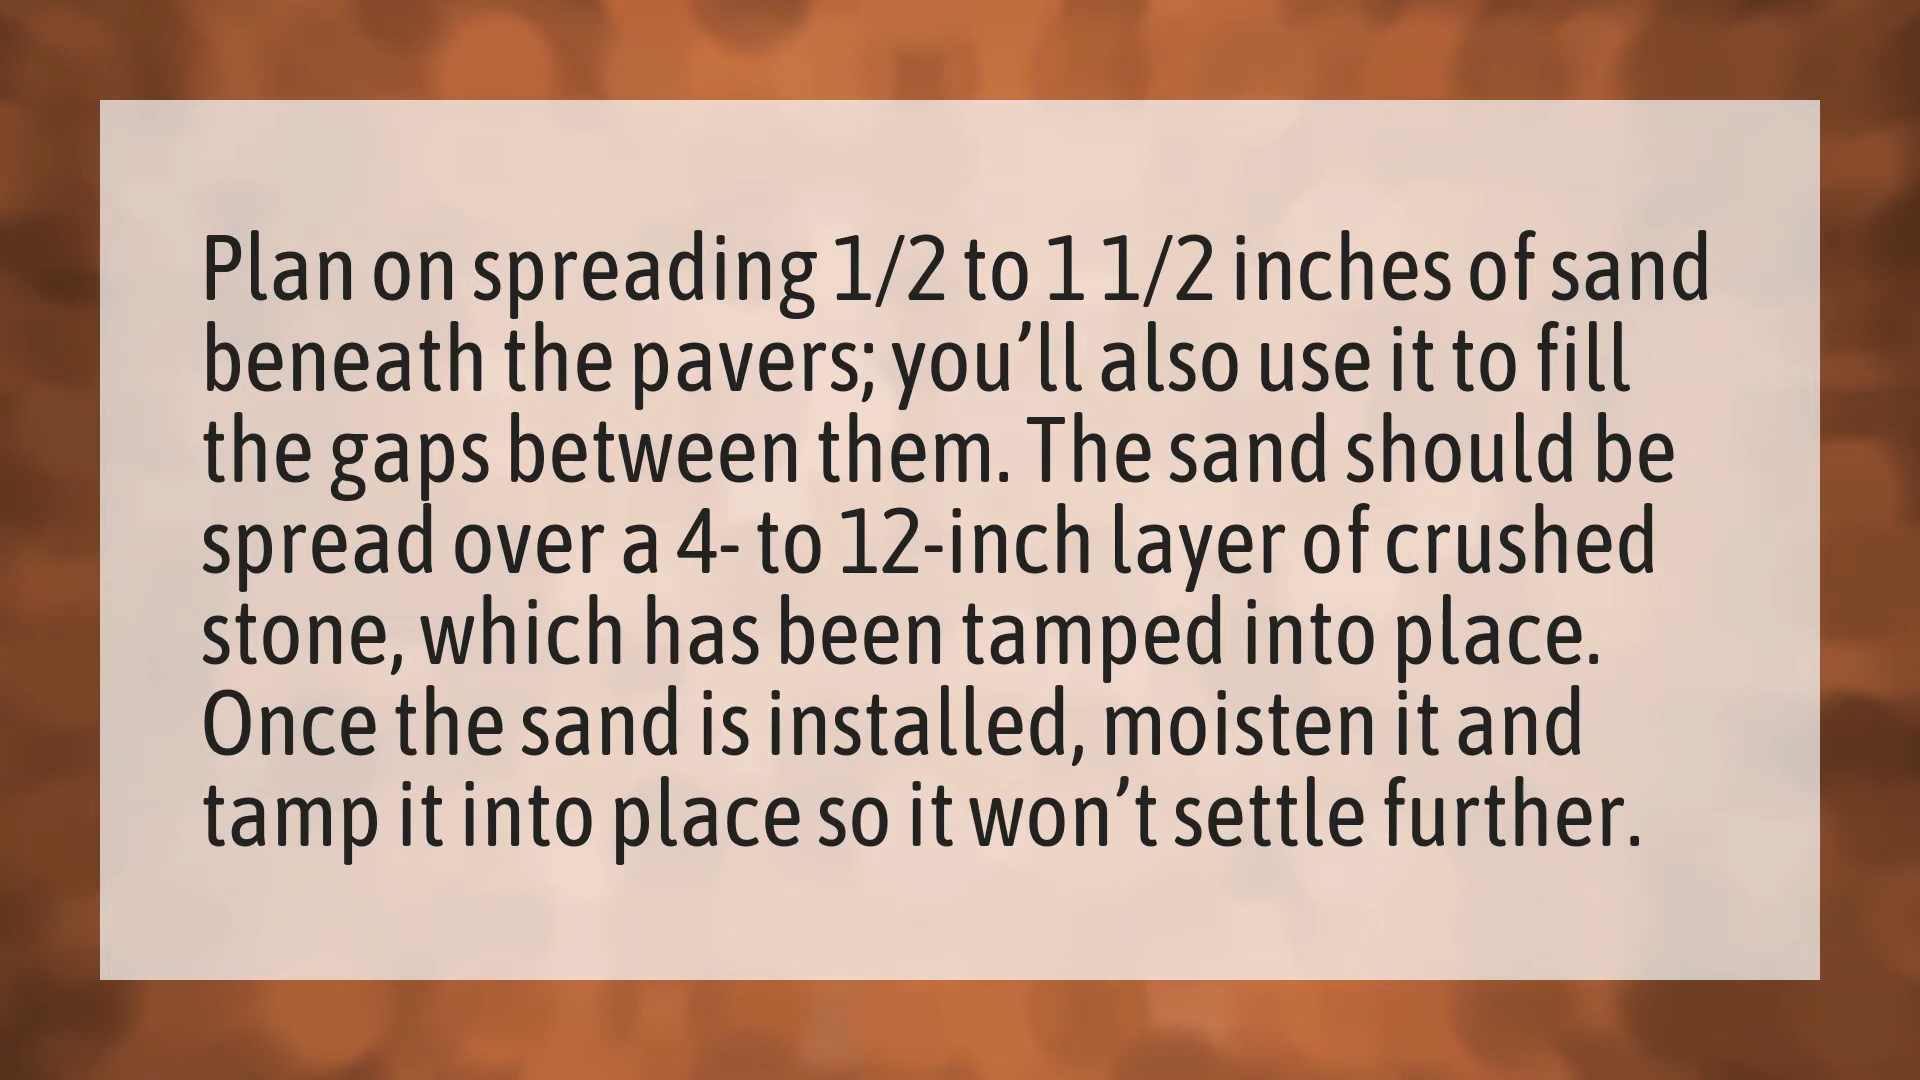 Plan on spreading 1/2 to 1 1/2 inches of sand
beneath the pavers; you’ll also use it to fill
the gaps between them. The sand should be
spread over a 4- to 12-inch layer of crushed
stone, which has been tamped into place.
Once the sand is installed, moisten it and
tamp it into place so it won’t settle further.